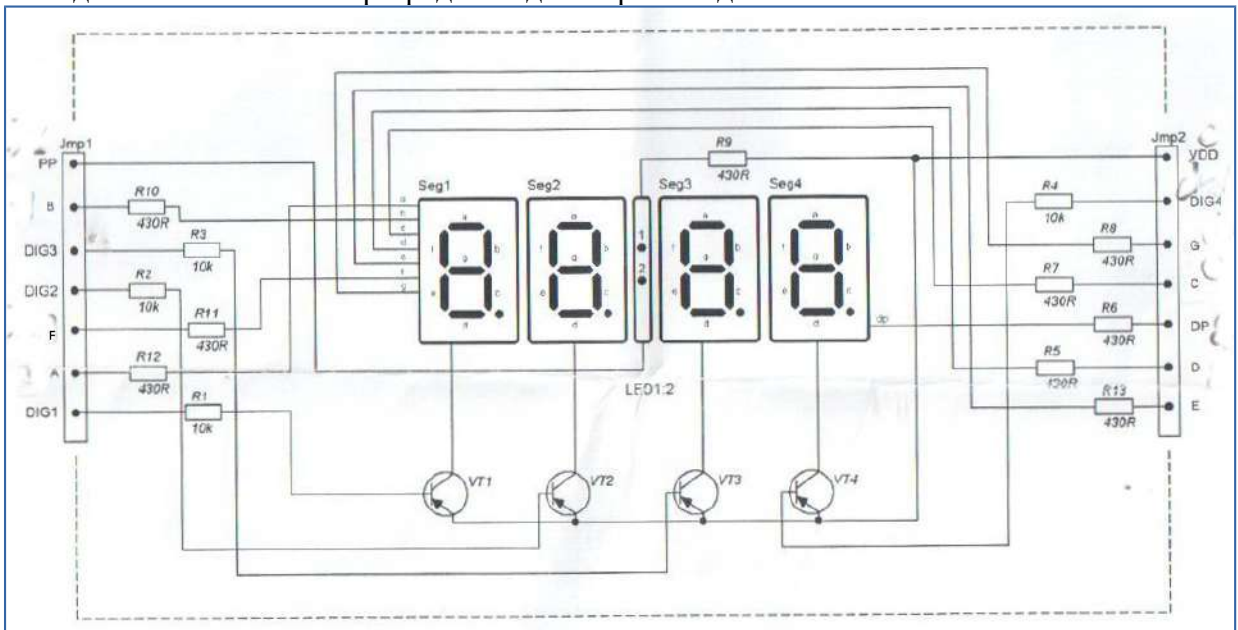 Jmp1
PP
B
DIG3
DIG2
F
A
DIG1
R10
430R
R3
10k
R2
10k
R11
430R
R12
430R
R1
10k
Seg1
Seg2
Seg3
Seg4
R9
430R
1
2
LED1:2
a
f
b
g
e
c
d
a
f
b
g
e
c
d
a
f
b
g
e
c
d
a
f
b
g
e
c
d
dp
VT1
VT2
VT3
VT4
R4
10k
R8
430R
R7
430R
R6
430R
R5
430R
R13
430R
Jmp2
VDD
DIG4
G
C
DP
D
E